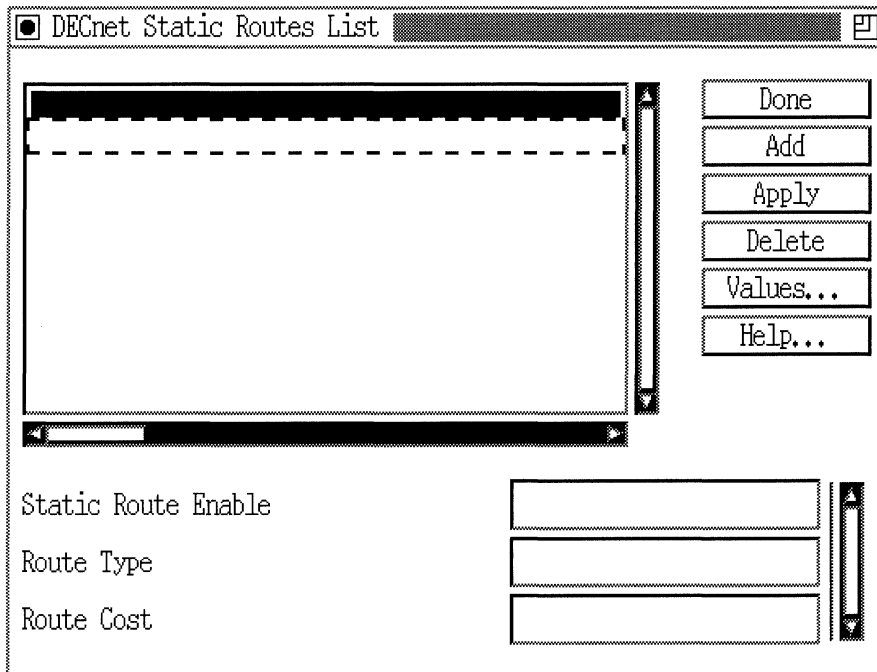 DECnet Static Routes List
Done
Add
Apply
Delete
Values...
Help...
Static Route Enable
Route Type
Route Cost